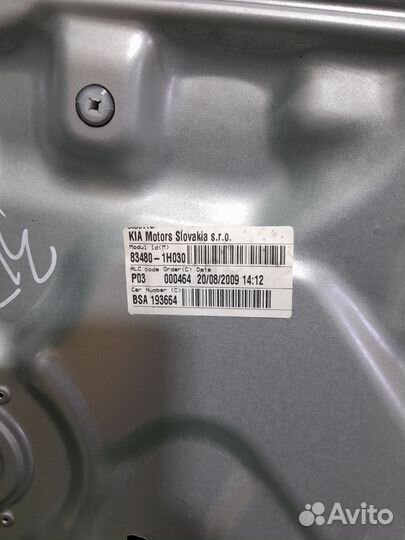 Supplier
KIA Motors Slovakia s.r.o.
Modul Id(M)
83480-1H030
ALC code Order(C) Date
P03 000464 20/08/2009 14:12
Car Number (C)
BSA 193664
Avito